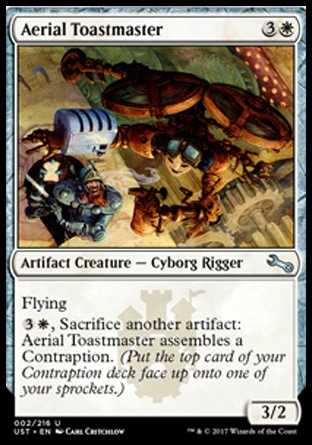 Aerial Toastmaster 3
Artifact Creature — Cyborg Rigger
Flying
3, Sacrifice another artifact:
Aerial Toastmaster assembles a
Contraption. (Put the top card of your
Contraption deck face up onto one
of your sprockets.)
3/2
002/216 U
UST • EN CARL CRITCHLOW
™ & © 2017 Wizards of the Coast